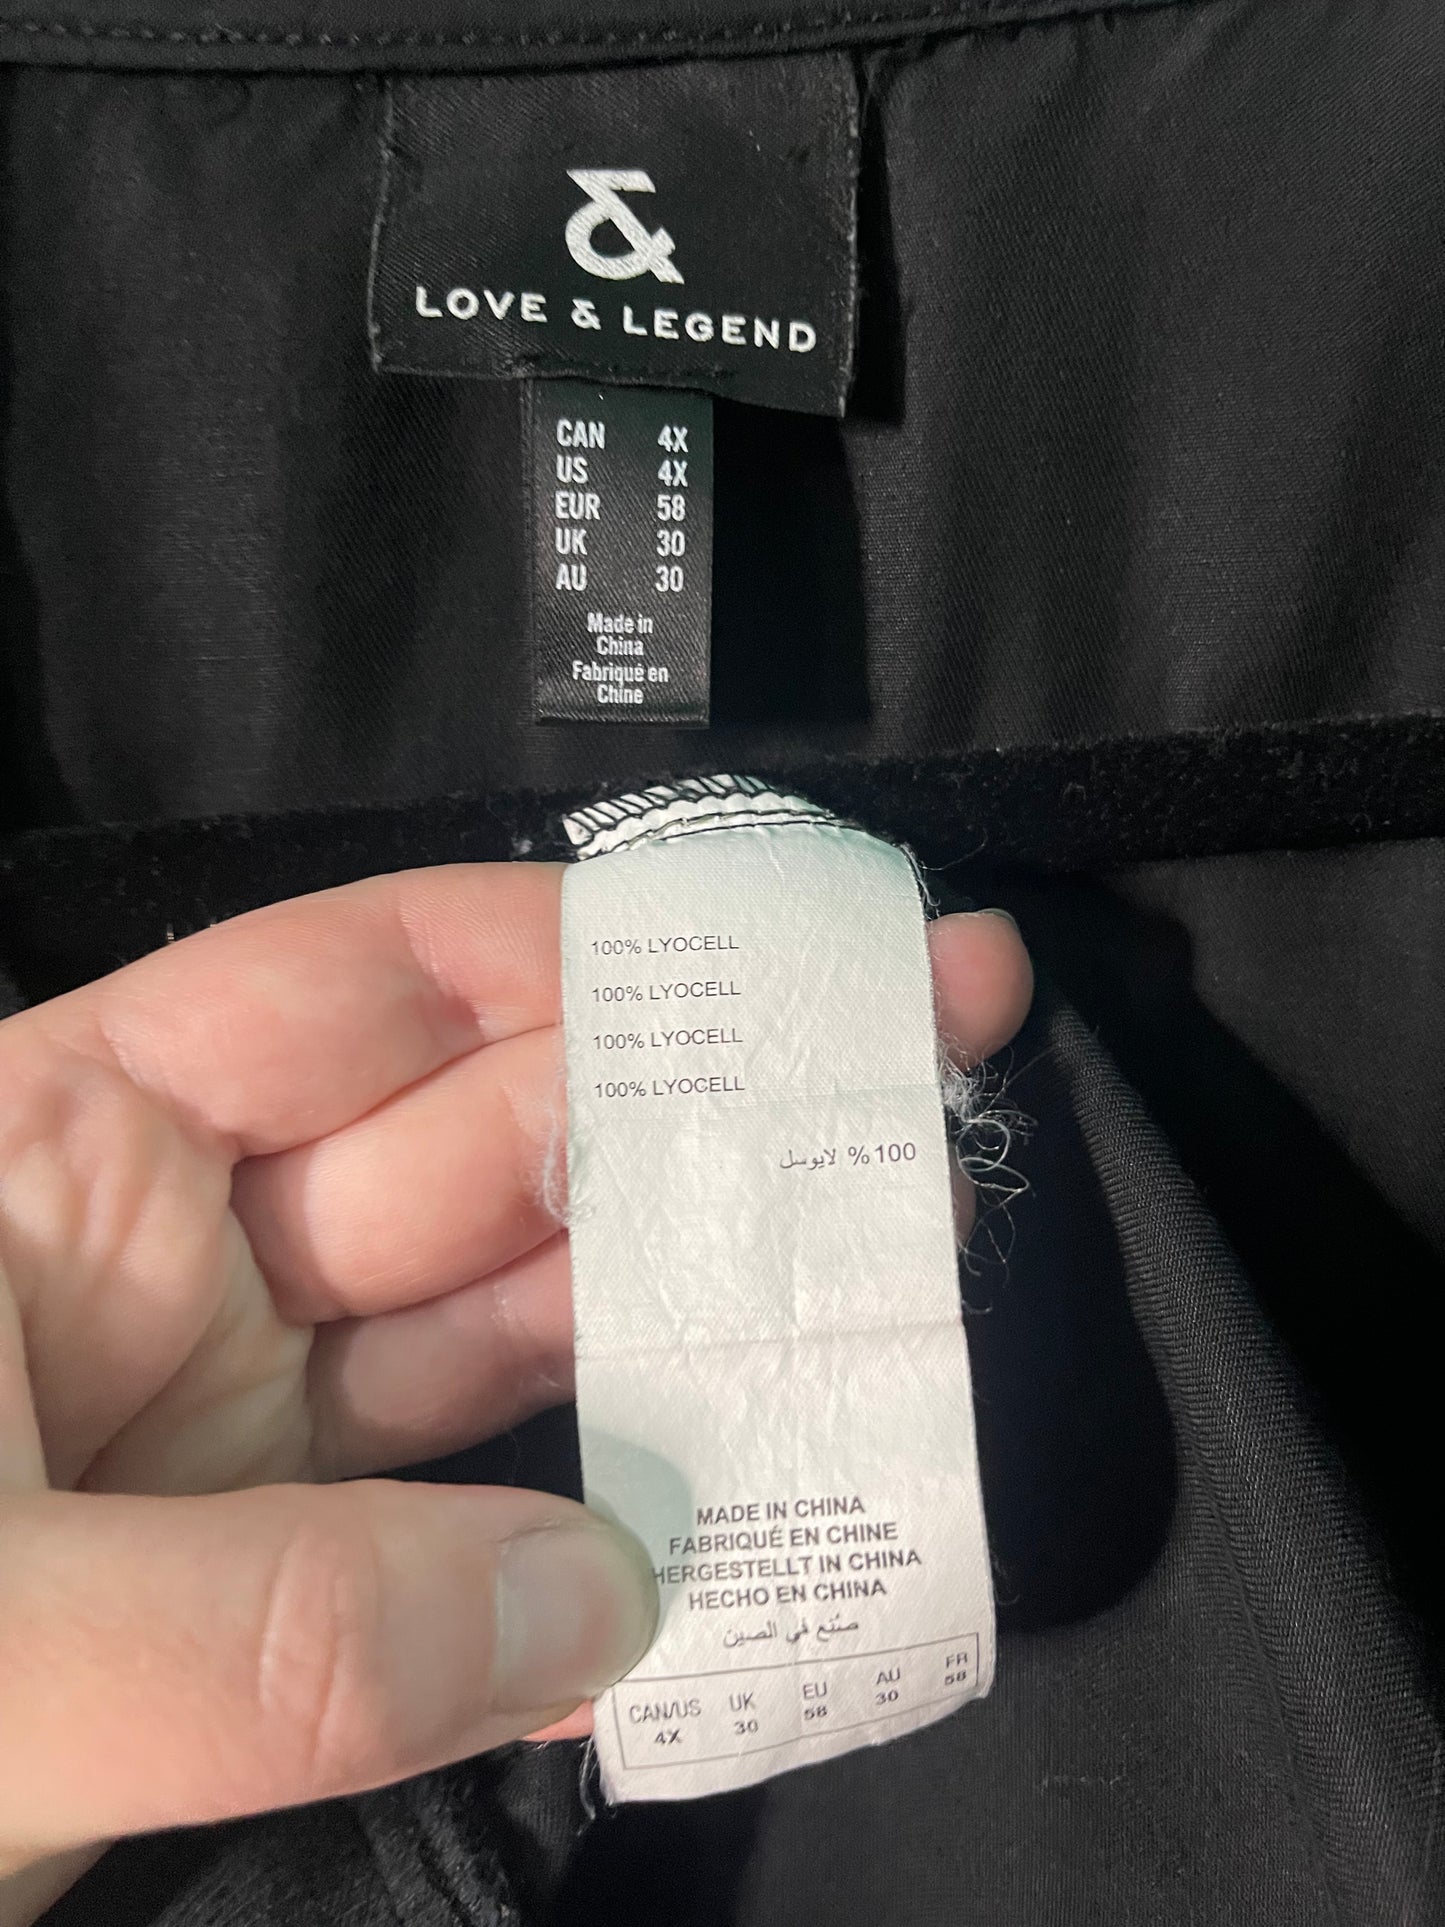 &
LOVE & LEGEND
CAN 4X
US 4X
EUR 58
UK 30
AU 30
Made in
China
Fabriqué en
Chine
100% LYOCELL
100% LYOCELL
100% LYOCELL
100% LYOCELL
100% لايوسل
MADE IN CHINA
FABRIQUÉ EN CHINE
HERGESTELLT IN CHINA
HECHO EN CHINA
صنع في الصين
CAN/US UK EU AU FR
4X 30 58 30 58